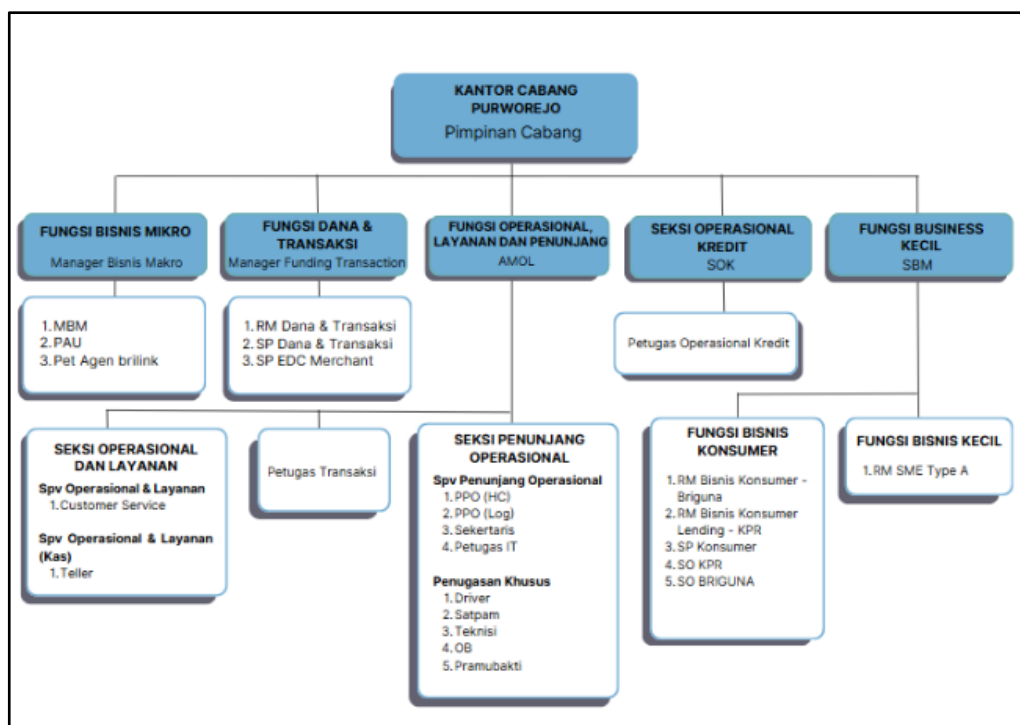 KANTOR CABANG
PURWOREJO
Pimpinan Cabang
FUNGSI BISNIS MIKRO
Manager Bisnis Makro
FUNGSI DANA &
TRANSAKSI
Manager Funding Transaction
FUNGSI OPERASIONAL,
LAYANAN DAN PENUNJANG
AMOL
SEKSI OPERASIONAL
KREDIT
SOK
FUNGSI BUSINESS
KECIL
SBM
1. MBM
2. PAU
3. Pet Agen brilink
1. RM Dana & Transaksi
2. SP Dana & Transaksi
3. SP EDC Merchant
Petugas Operasional Kredit
SEKSI OPERASIONAL
DAN LAYANAN
Spv Operasional & Layanan
1. Customer Service
Spv Operasional & Layanan
(Kas)
1. Teller
Petugas Transaksi
SEKSI PENUNJANG
OPERASIONAL
Spv Penunjang Operasional
1. PPO (HC)
2. PPO (Log)
3. Sekertaris
4. Petugas IT
Penugasan Khusus
1. Driver
2. Satpam
3. Teknisi
4. OB
5. Pramubakti
FUNGSI BISNIS
KONSUMER
1. RM Bisnis Konsumer -
Briguna
2. RM Bisnis Konsumer
Lending - KPR
3. SP Konsumer
4. SO KPR
5. SO BRIGUNA
FUNGSI BISNIS KECIL
1. RM SME Type A